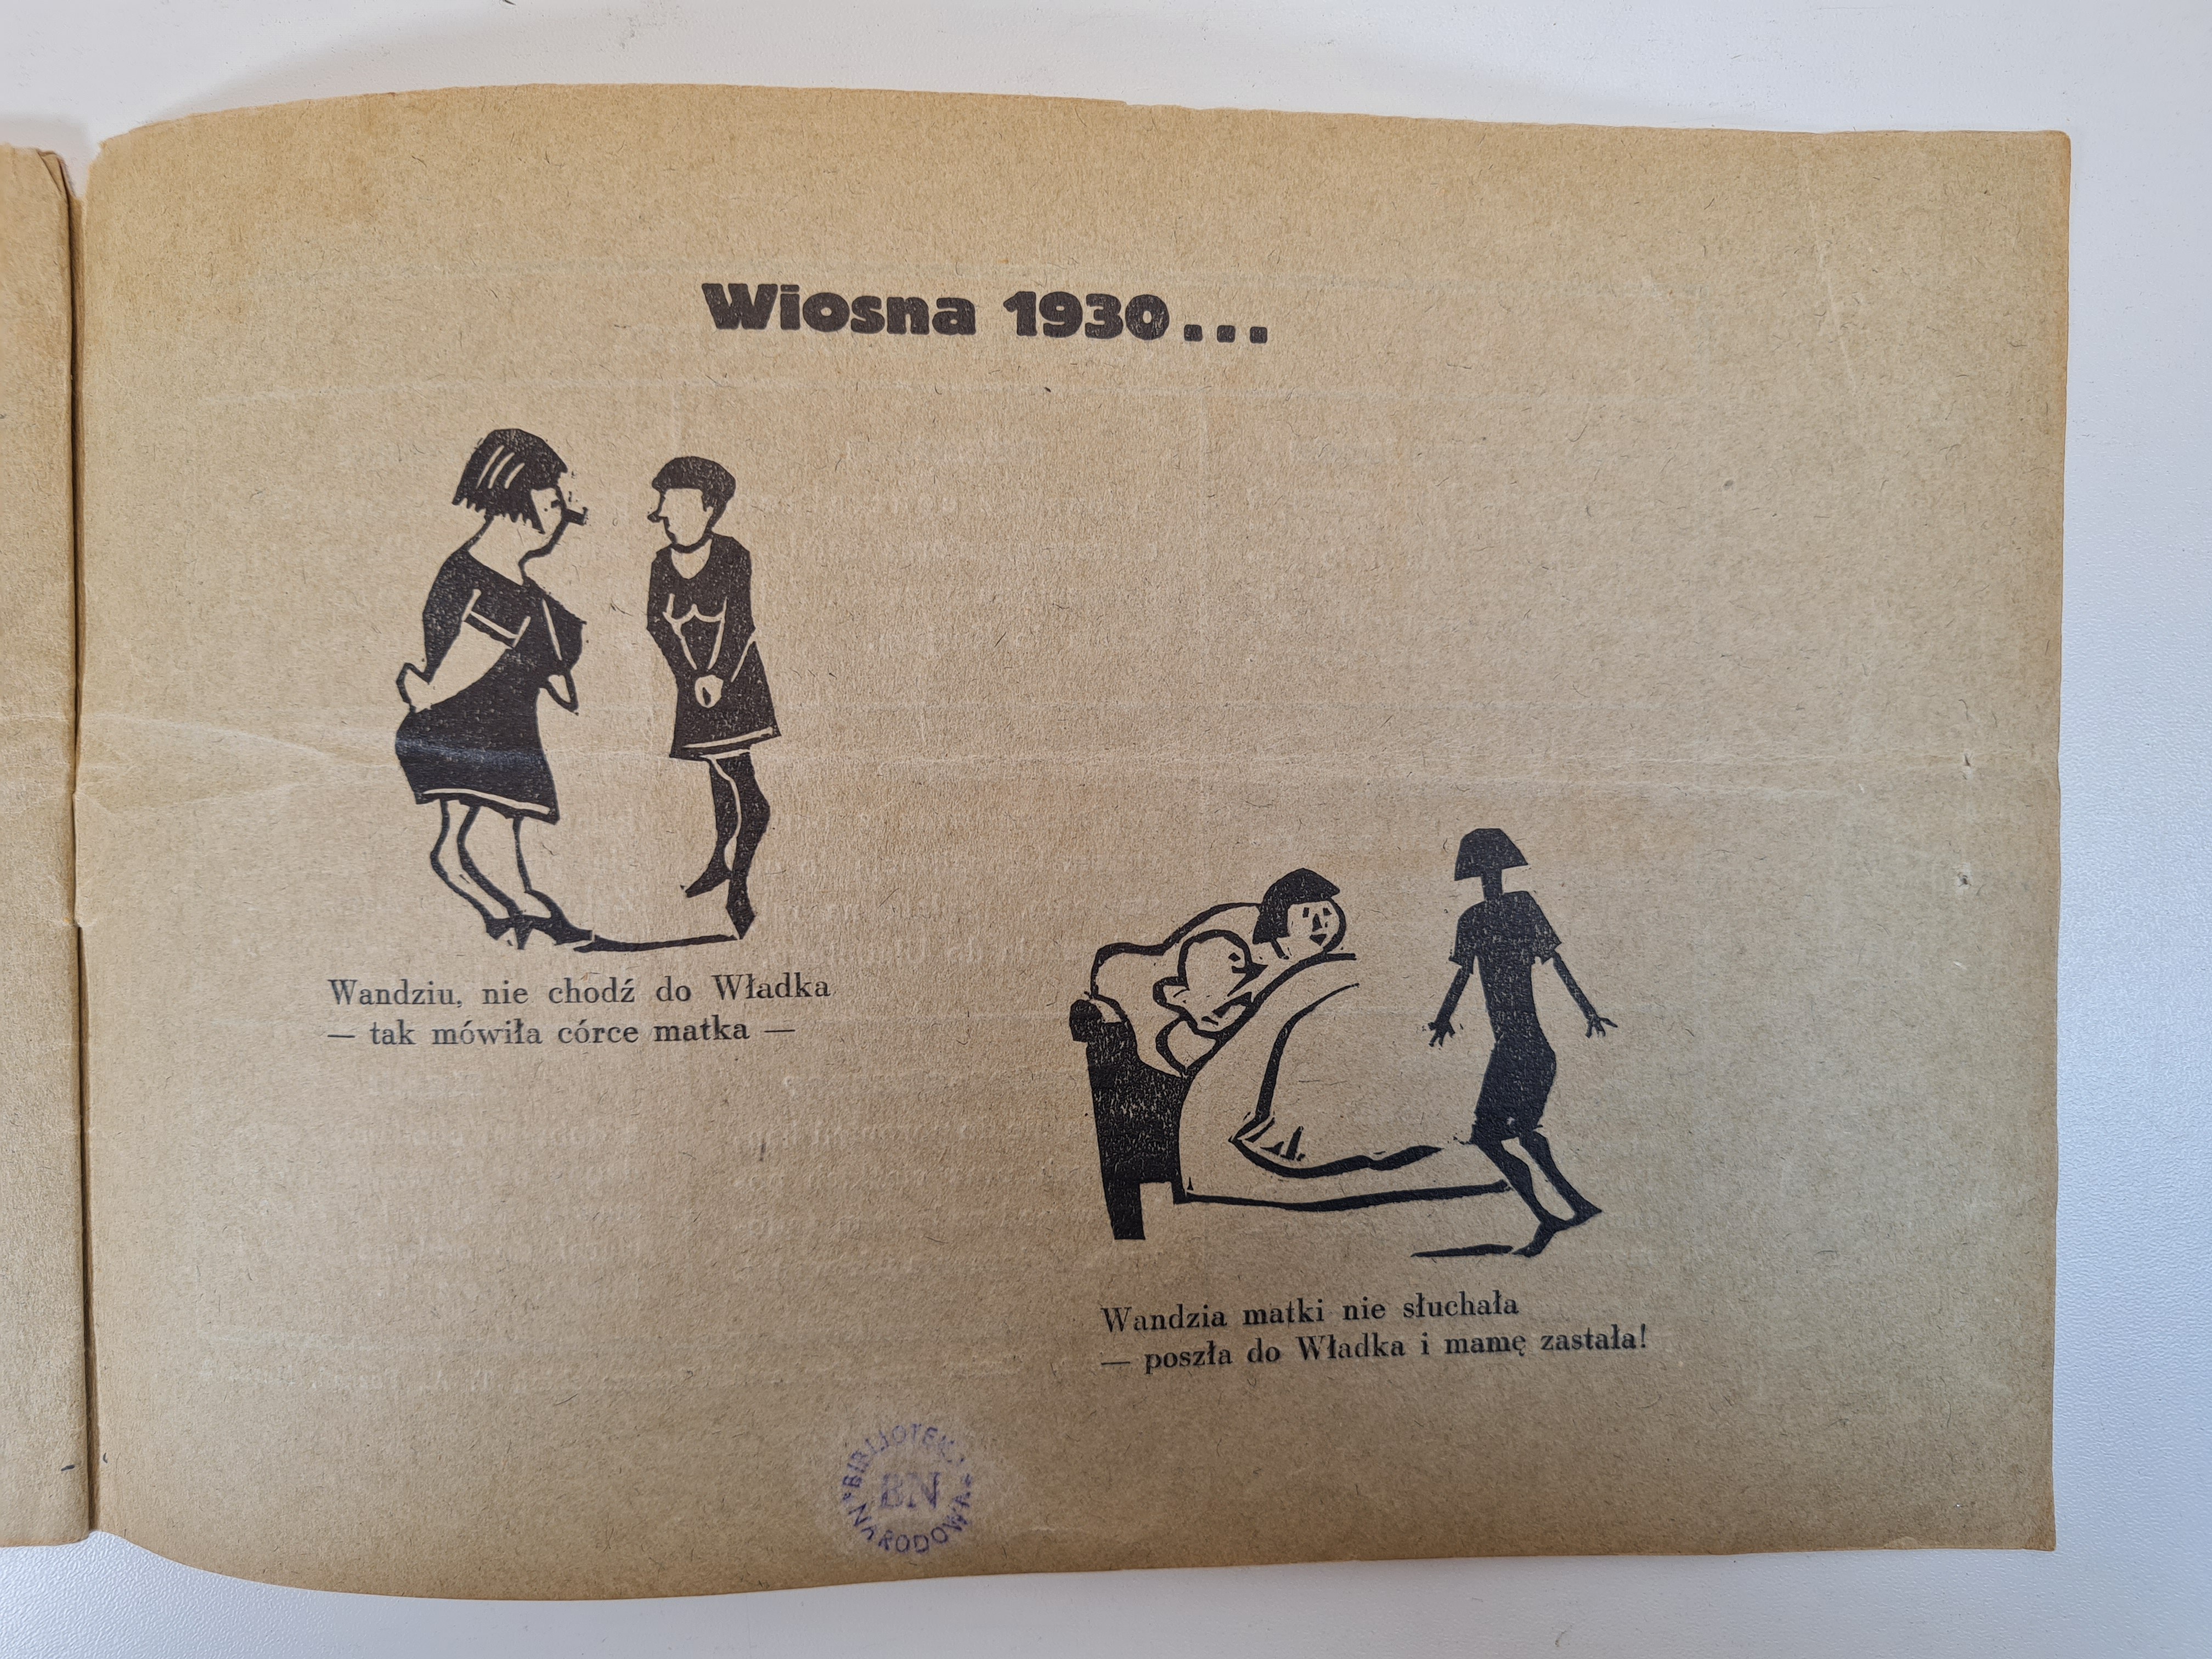 Wiosna 1930...
Wandziu, nie chodź do Władka
— tak mówiła córce matka —
Wandzia matki nie słuchała
— poszła do Władka i mamę zastała!
BIBLJOTEKA
BN
NARODOWA